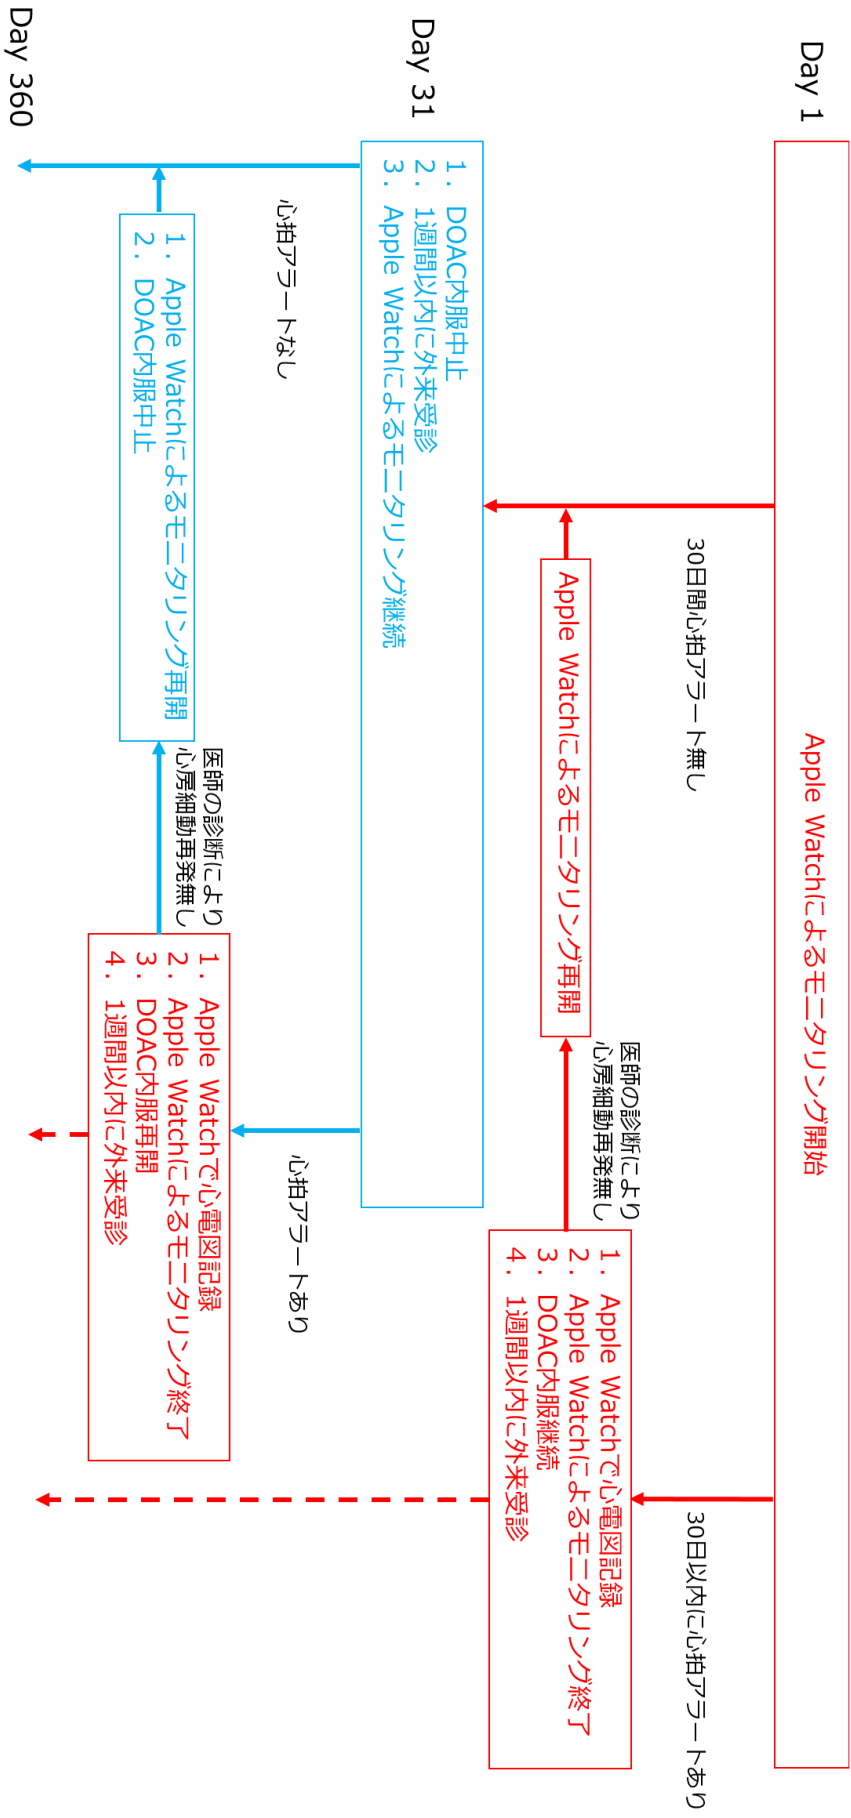 Day 1
Apple Watchによるモニタリング開始
30日間心拍アラート無し
30日以内に心拍アラートあり
医師の診断により
心房細動再発無し
1． Apple Watchで心電図記録
2． Apple Watchによるモニタリング終了
3． DOAC内服継続
4． 1週間以内に外来受診
Apple Watchによるモニタリング再開
Day 31
1． DOAC内服中止
2． 1週間以内に外来受診
3． Apple Watchによるモニタリング継続
心拍アラートなし
心拍アラートあり
医師の診断により
心房細動再発無し
1． Apple Watchで心電図記録
2． Apple Watchによるモニタリング終了
3． DOAC内服再開
4． 1週間以内に外来受診
1． Apple Watchによるモニタリング再開
2． DOAC内服中止
Day 360